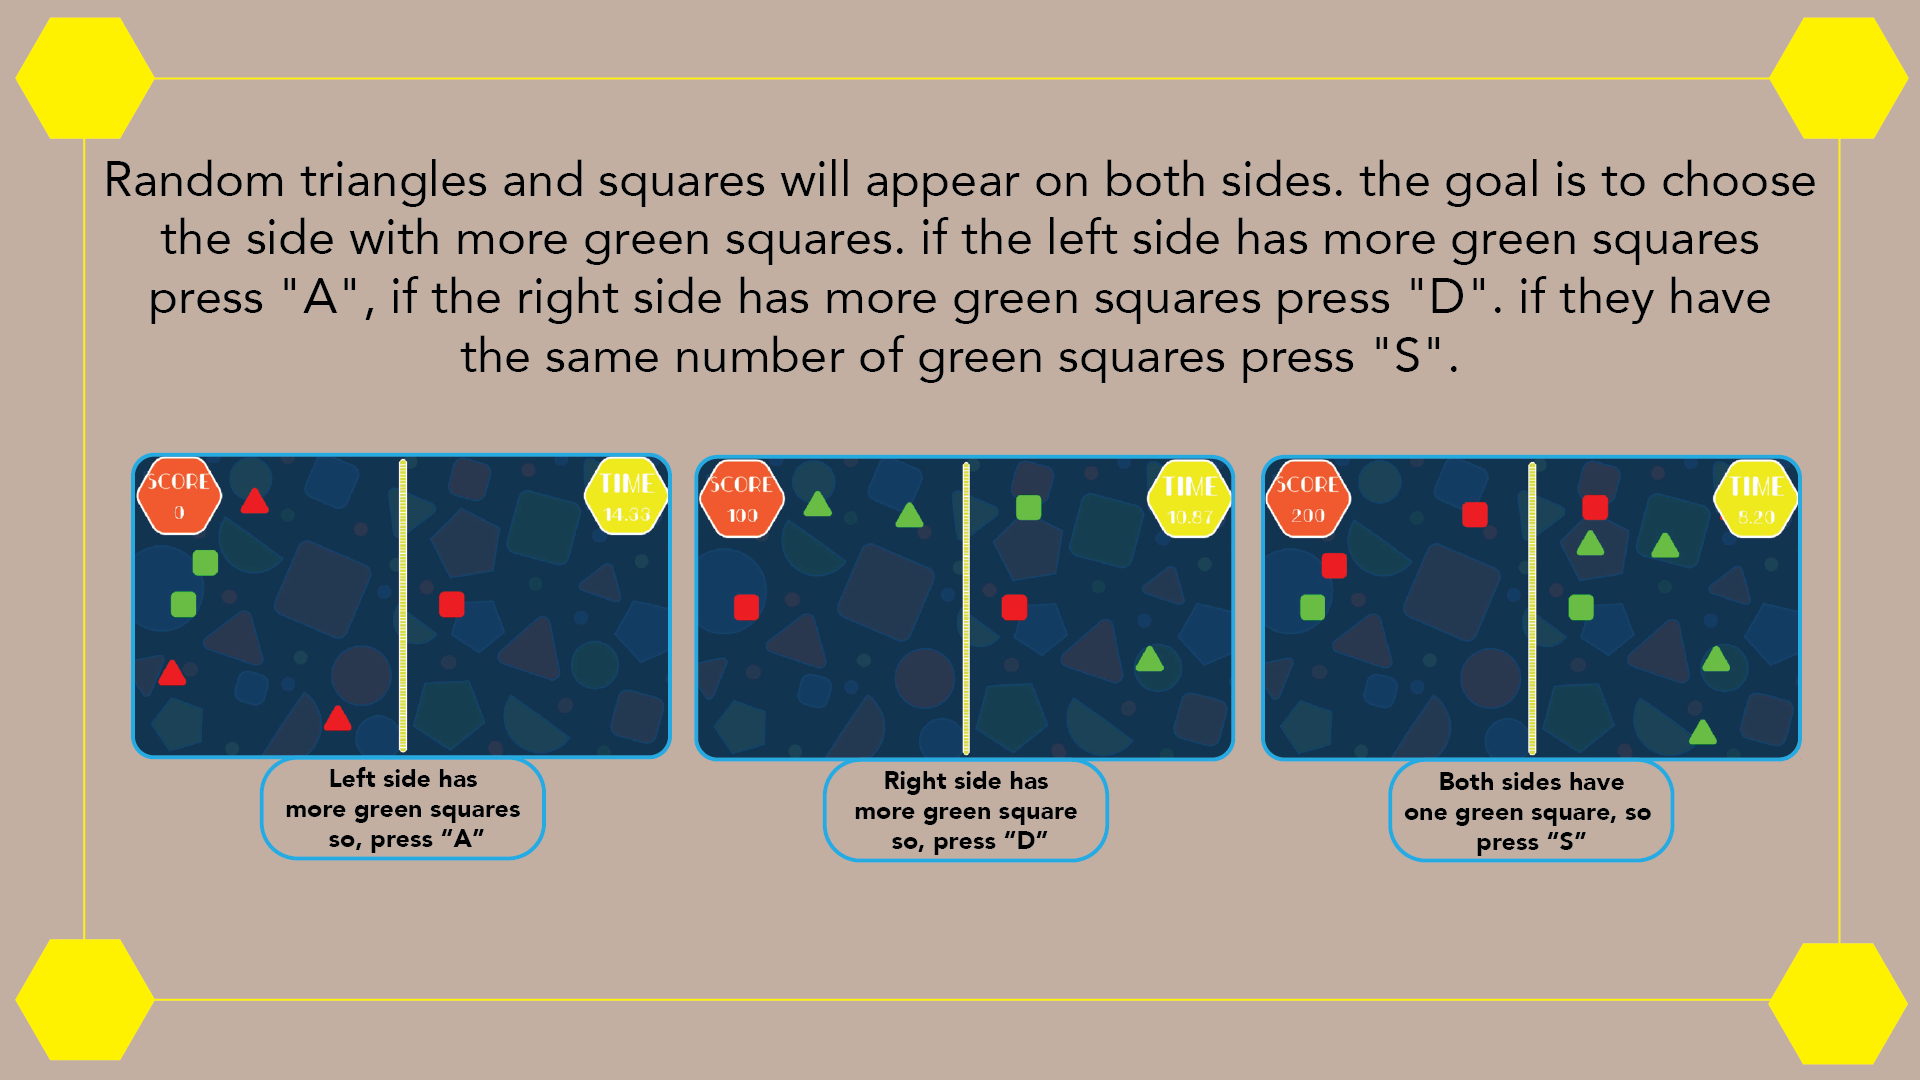 Random triangles and squares will appear on both sides. the goal is to choose
the side with more green squares. if the left side has more green squares
press "A", if the right side has more green squares press "D". if they have
the same number of green squares press "S".
SCORE
0
TIME
14.33
SCORE
100
TIME
10.87
SCORE
200
TIME
8.20
Left side has
more green squares
so, press “A”
Right side has
more green square
so, press “D”
Both sides have
one green square, so
press “S”